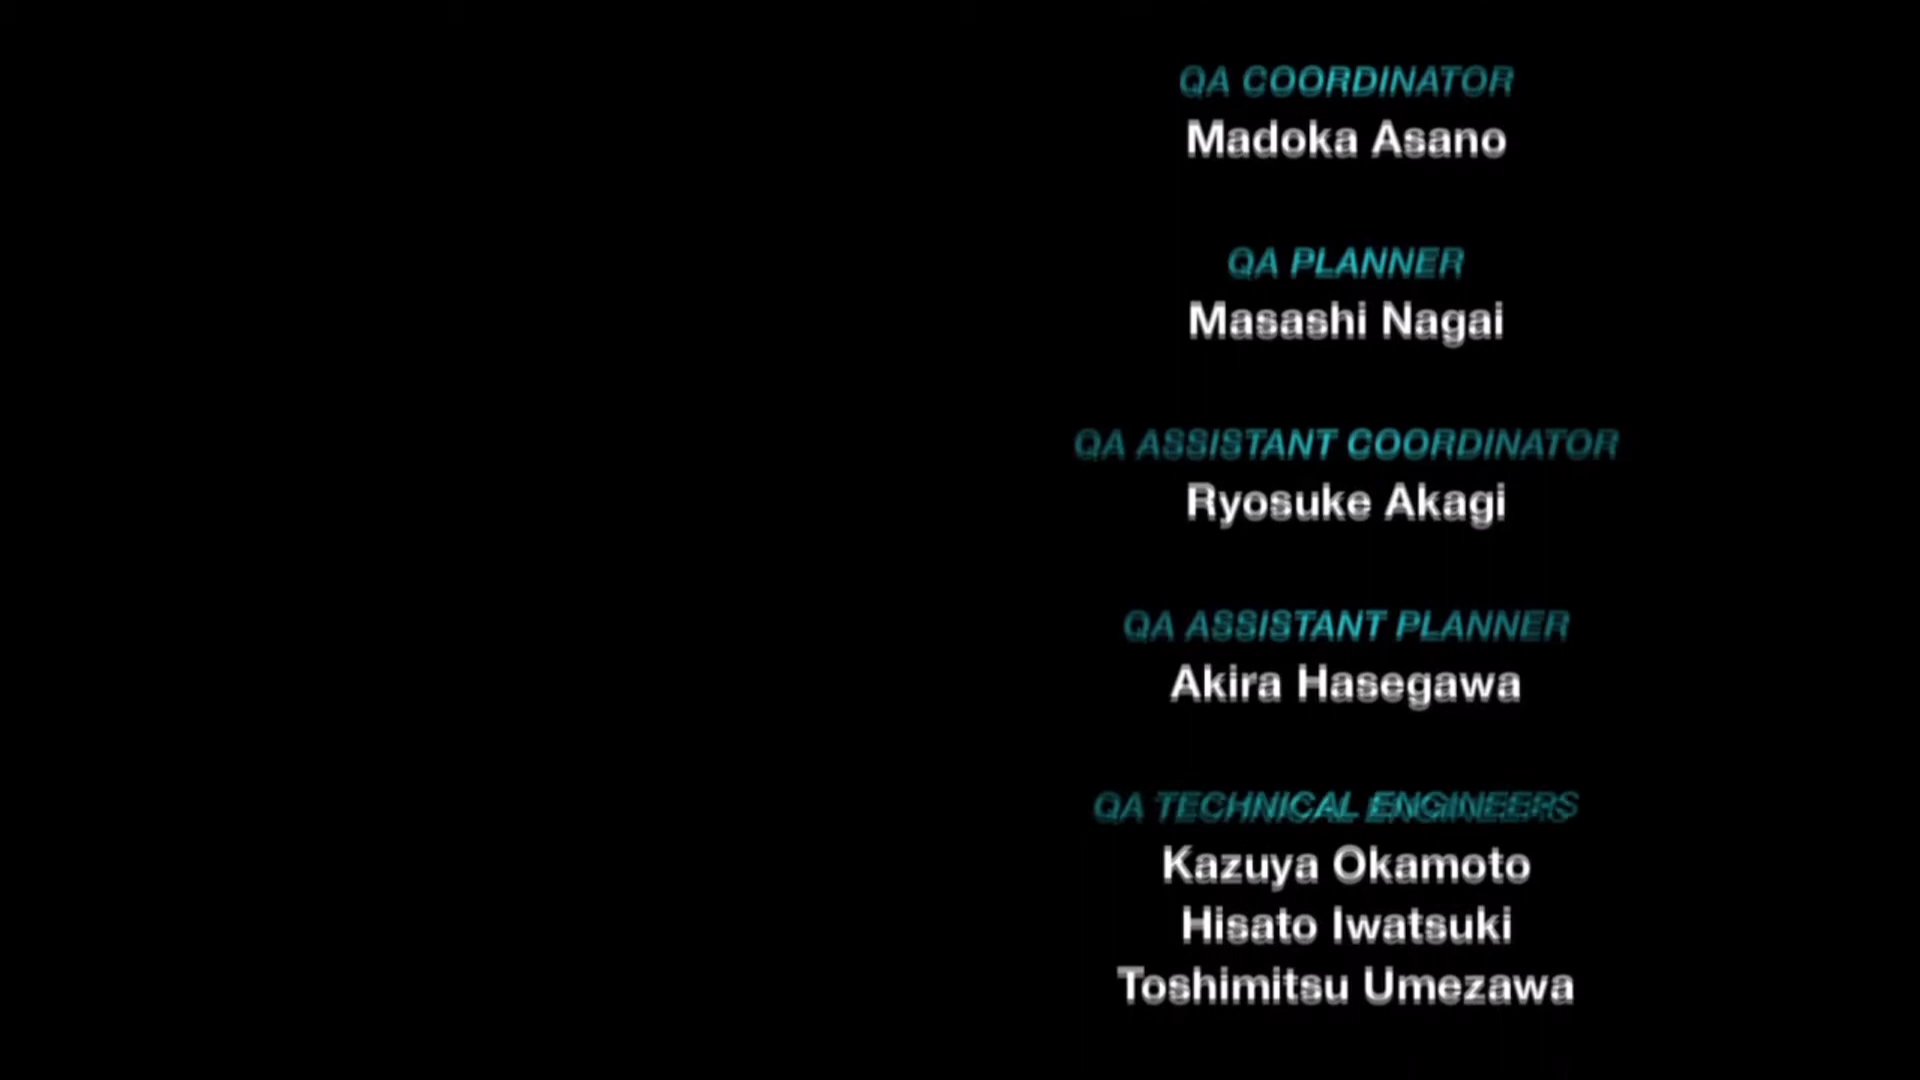 QA COORDINATOR
Madoka Asano
QA PLANNER
Masashi Nagai
QA ASSISTANT COORDINATOR
Ryosuke Akagi
QA ASSISTANT PLANNER
Akira Hasegawa
QA TECHNICAL ENGINEERS
Kazuya Okamoto
Hisato Iwatsuki
Toshimitsu Umezawa